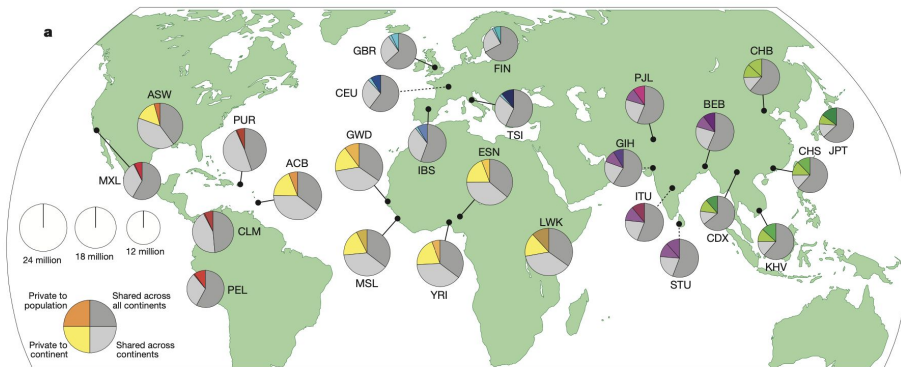 a
GBR
FIN
CHB
CEU
PJL
ASW
TSI
BEB
PUR
GWD
ESN
JPT
IBS
CHS
ACB
GIH
MXL
ITU
LWK
CLM
CDX
24 million
18 million
12 million
KHV
MSL
STU
YRI
PEL
Private to
population
Shared across
all continents
Private to
continent
Shared across
continents